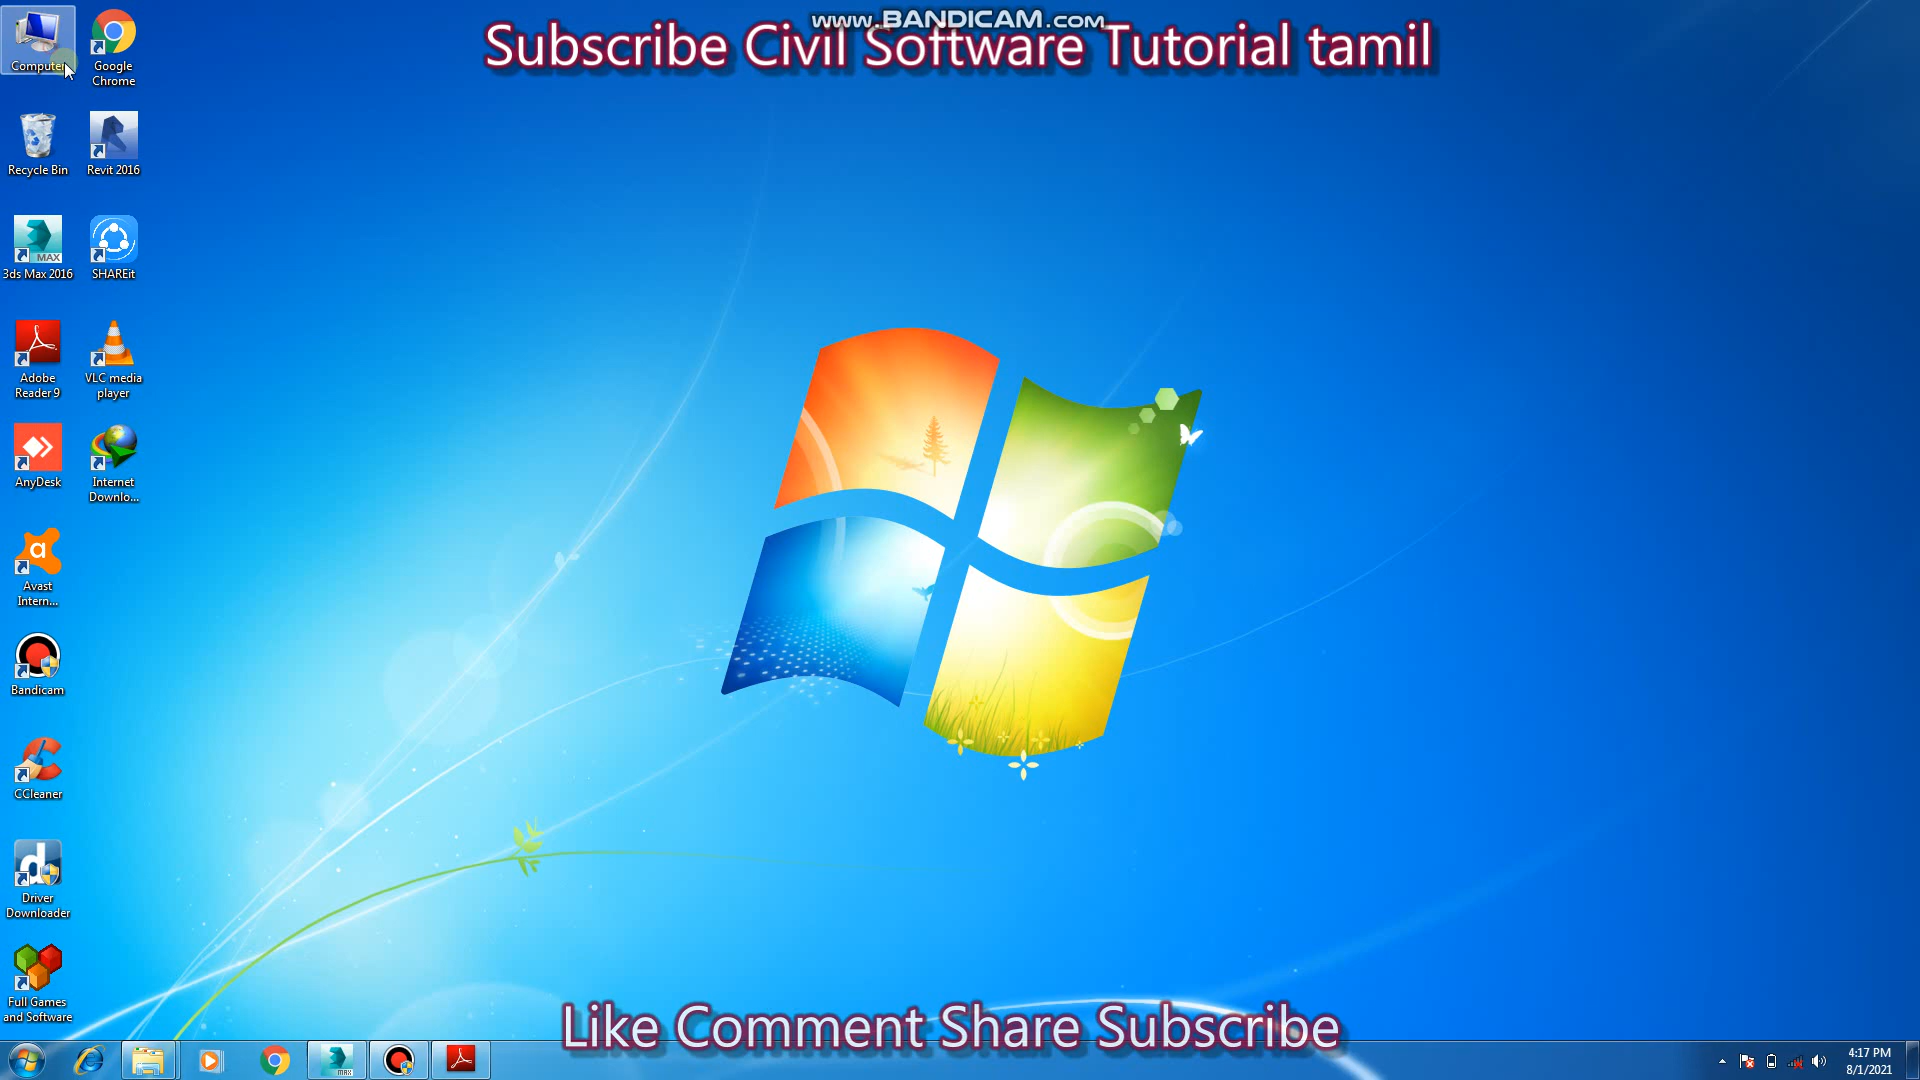 www.BANDICAM.com
Subscribe Civil Software Tutorial tamil
Computer
Google
Chrome
Recycle Bin
Revit 2016
MAX
3ds Max 2016
SHAREit
Adobe
Reader 9
VLC media
player
AnyDesk
Internet
Downlo...
Avast
Intern...
Bandicam
CCleaner
Driver
Downloader
Full Games
and Software
Like Comment Share Subscribe
MAX
4:17 PM
8/1/2021